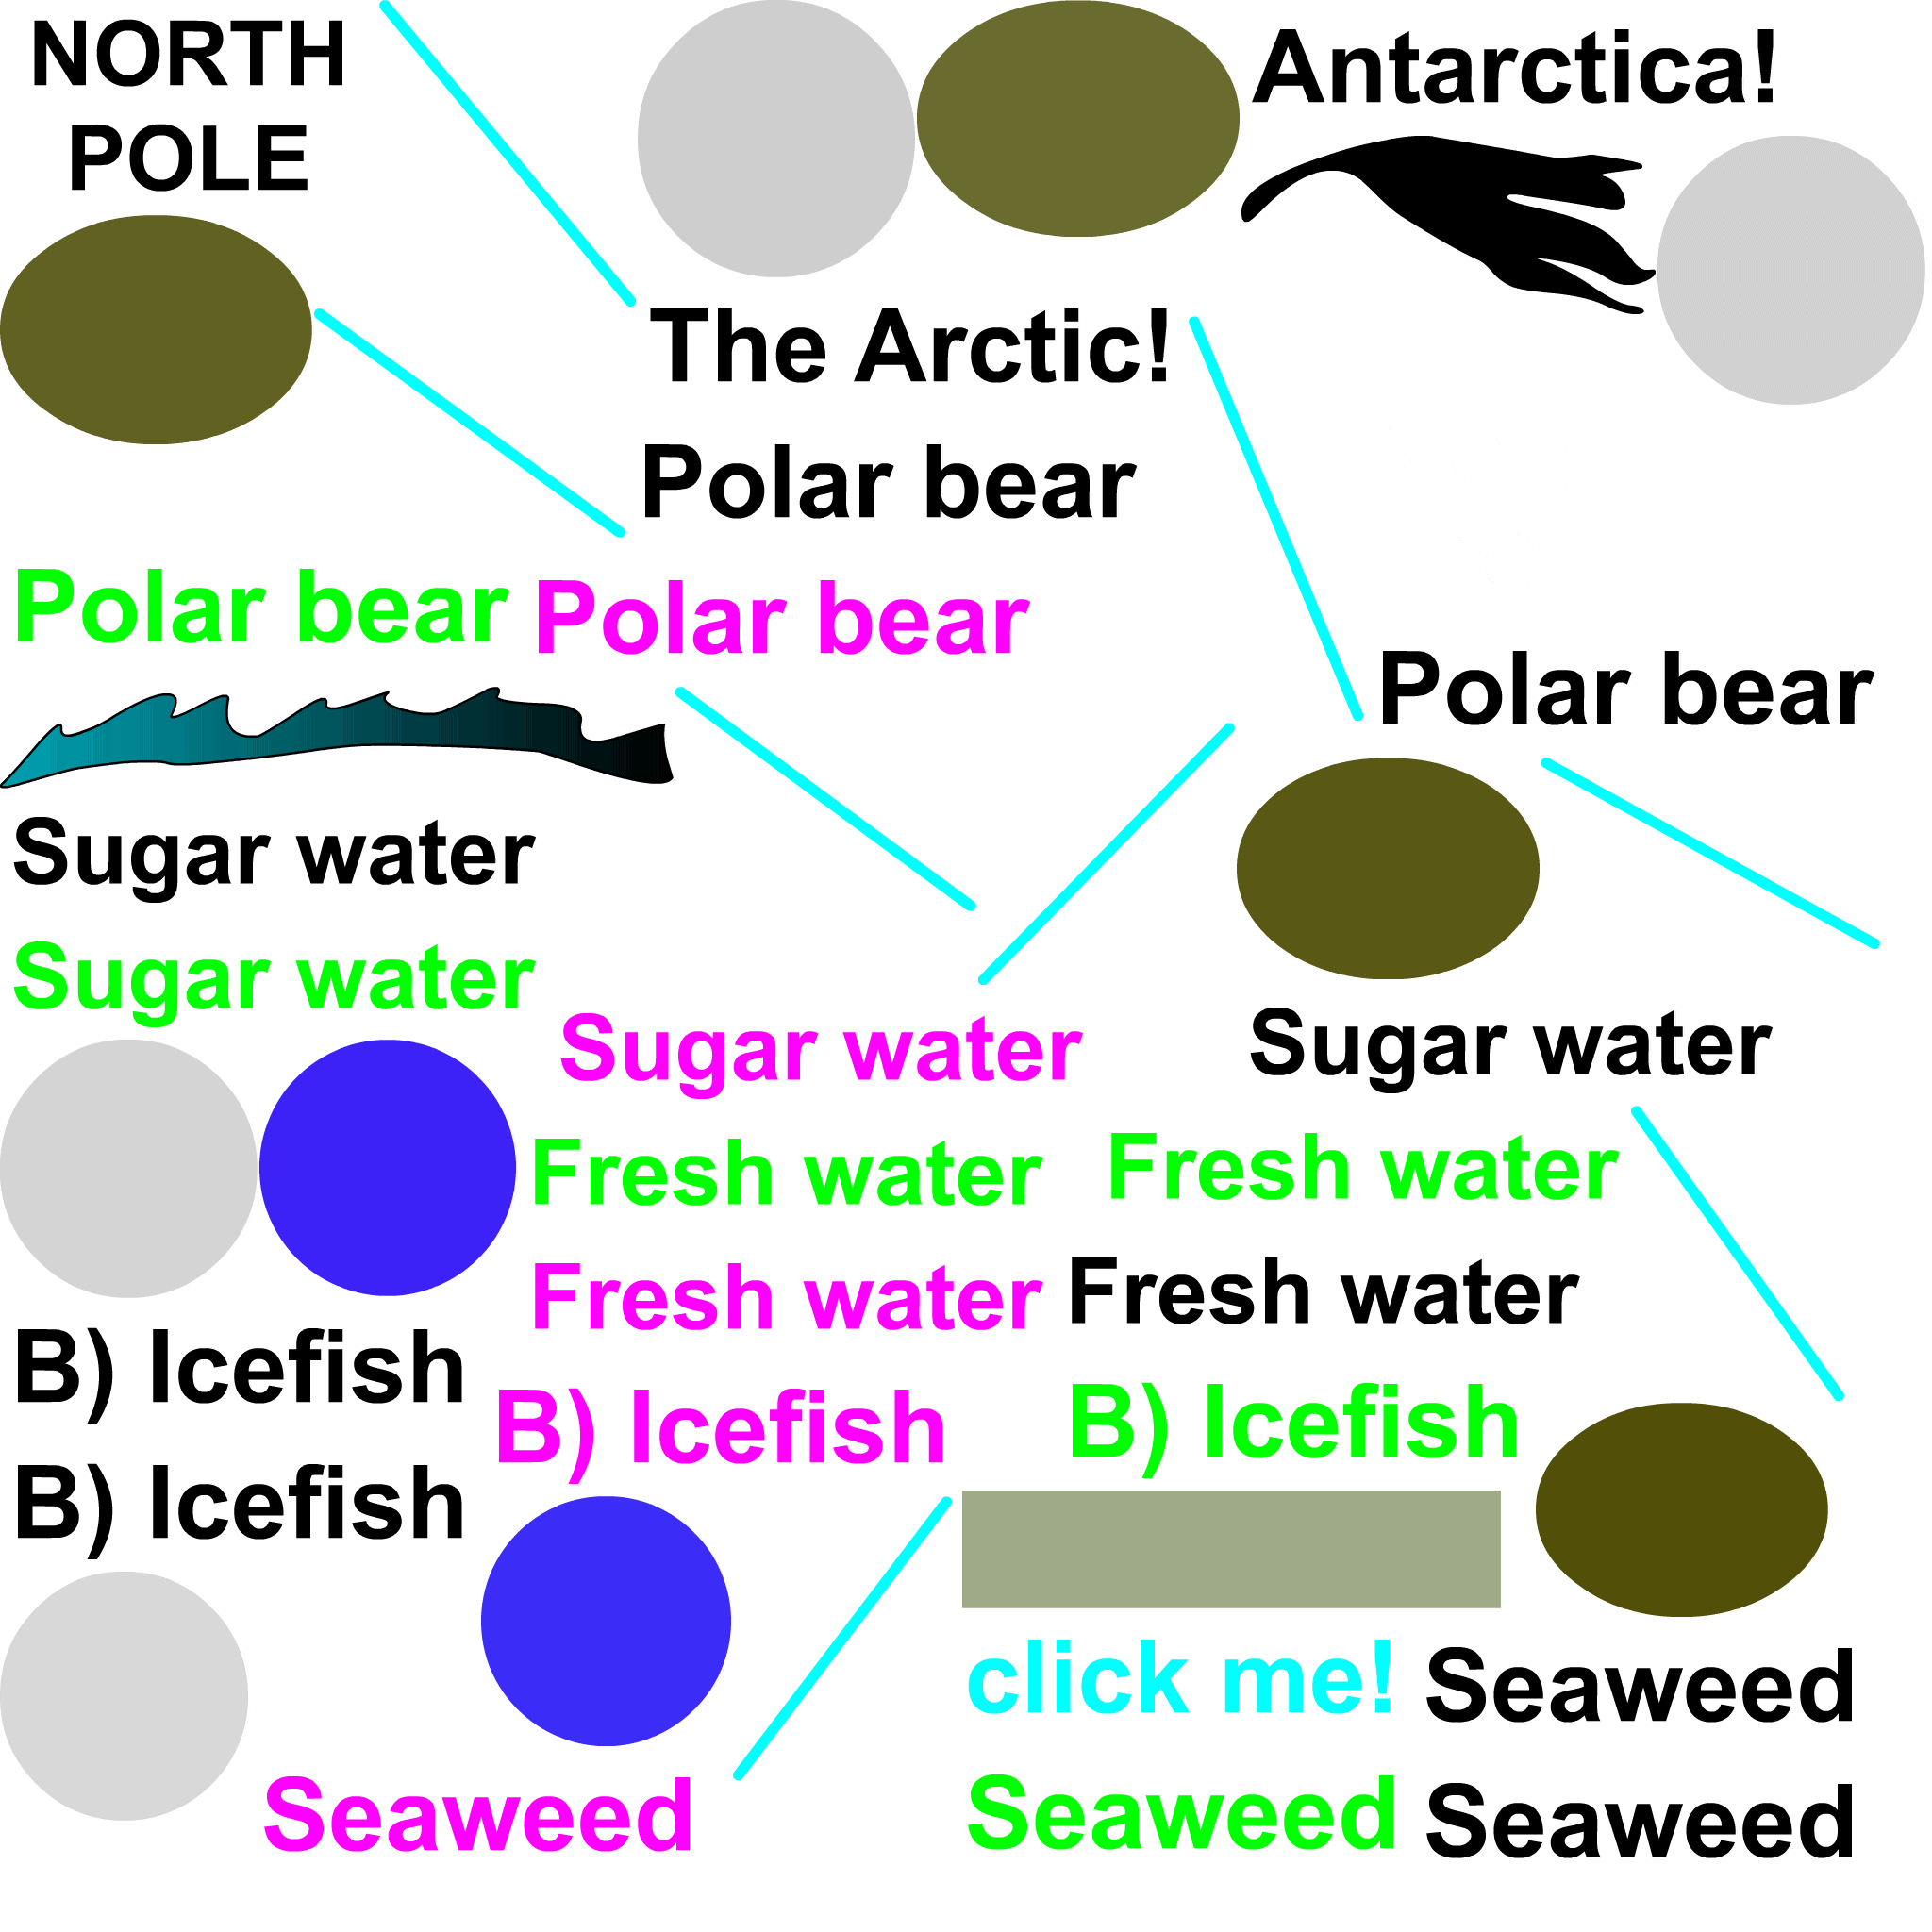 NORTH
POLE
Antarctica!
The Arctic!
Polar bear
Polar bear
Polar bear
Polar bear
Sugar water
Sugar water
Sugar water
Sugar water
Fresh water
Fresh water
Fresh water
Fresh water
B) Icefish
B) Icefish
B) Icefish
B) Icefish
click me!
Seaweed
Seaweed
Seaweed
Seaweed